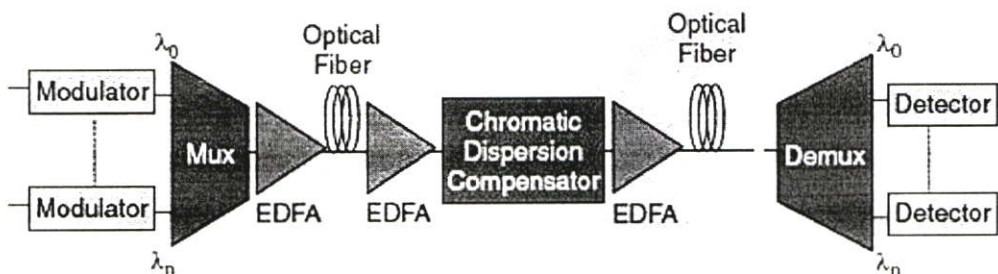 λ0
Optical
Fiber
Optical
Fiber
λ0
Modulator
Mux
Chromatic
Dispersion
Compensator
Demux
Detector
Modulator
EDFA
EDFA
EDFA
Detector
λn
λn